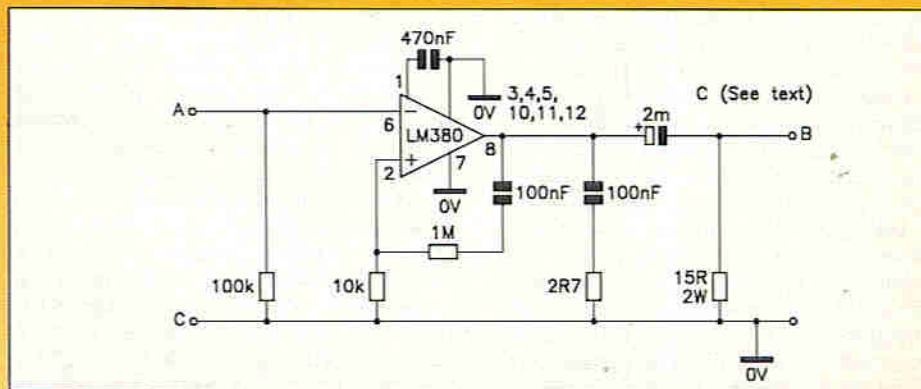 470nF
1
0V
3,4,5,
10,11,12
C (See text)
A
6
−
LM380
+
2
7
8
0V
+
2m
B
100nF
100nF
1M
100k
10k
2R7
15R
2W
C
0V